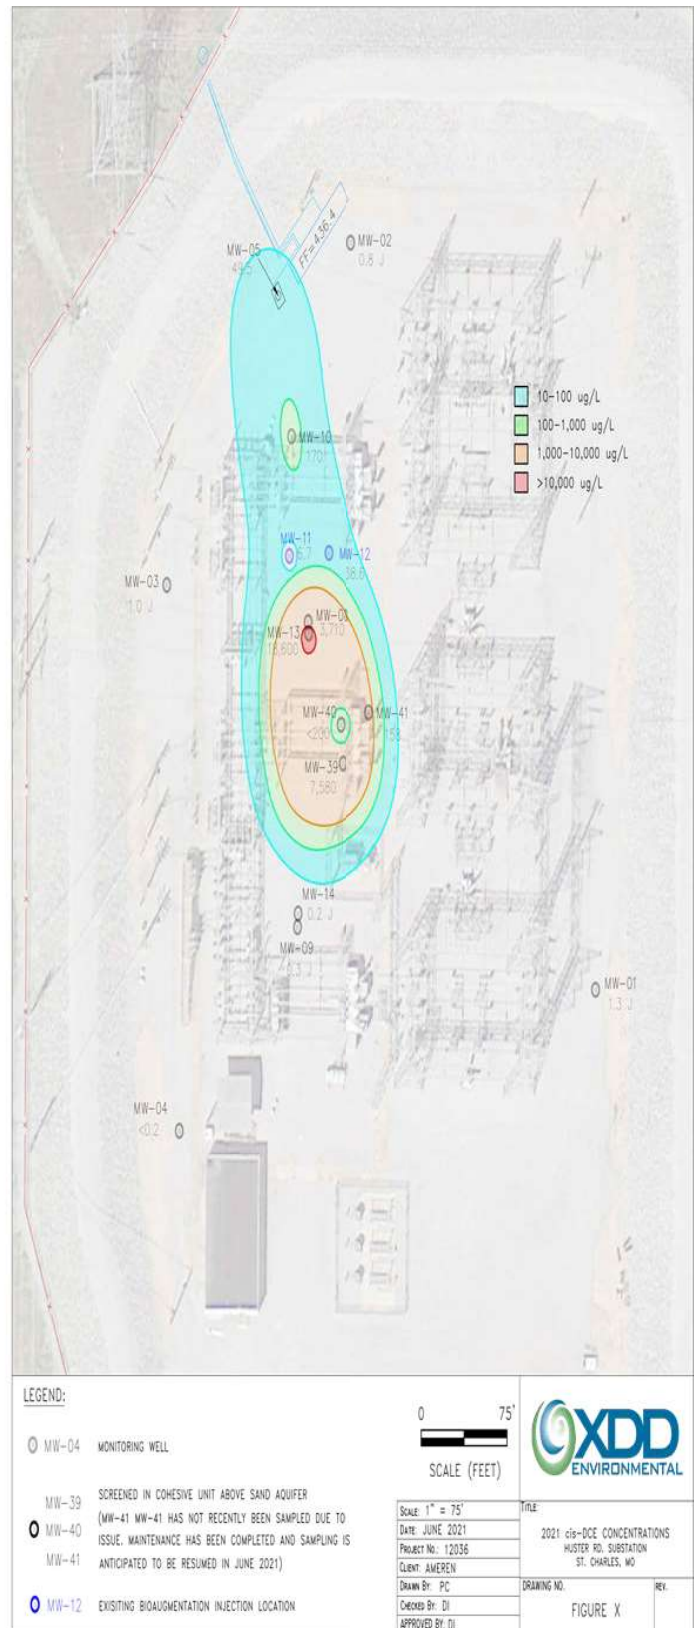 MW-05
FF=436.4
MW-02
0.8 J
10-100 ug/L
100-1,000 ug/L
1,000-10,000 ug/L
>10,000 ug/L
MW-10
170
MW-11
MW-12
38.6
MW-03
1.0 J
3,710
MW-13
18,600
MW-40
<200
MW-41
MW-39
7,580
MW-14
0.2 J
MW-09
MW-01
1.3 J
MW-04
<0.2
LEGEND:
MW-04 MONITORING WELL
MW-39
MW-40
MW-41
SCREENED IN COHESIVE UNIT ABOVE SAND AQUIFER
(MW-41 MW-41 HAS NOT RECENTLY BEEN SAMPLED DUE TO
ISSUE. MAINTENANCE HAS BEEN COMPLETED AND SAMPLING IS
ANTICIPATED TO BE RESUMED IN JUNE 2021)
MW-12 EXISITING BIOAUGMENTATION INJECTION LOCATION
0 75'
SCALE (FEET)
XDD
ENVIRONMENTAL
SCALE: 1" = 75'
DATE: JUNE 2021
PROJECT NO.: 12036
CLIENT: AMEREN
DRAWN BY: PC
CHECKED BY: DI
APPROVED BY: DI
TITLE:
2021 cis-DCE CONCENTRATIONS
HUSTER RD. SUBSTATION
ST. CHARLES, MO
DRAWING NO.
FIGURE X
REV.